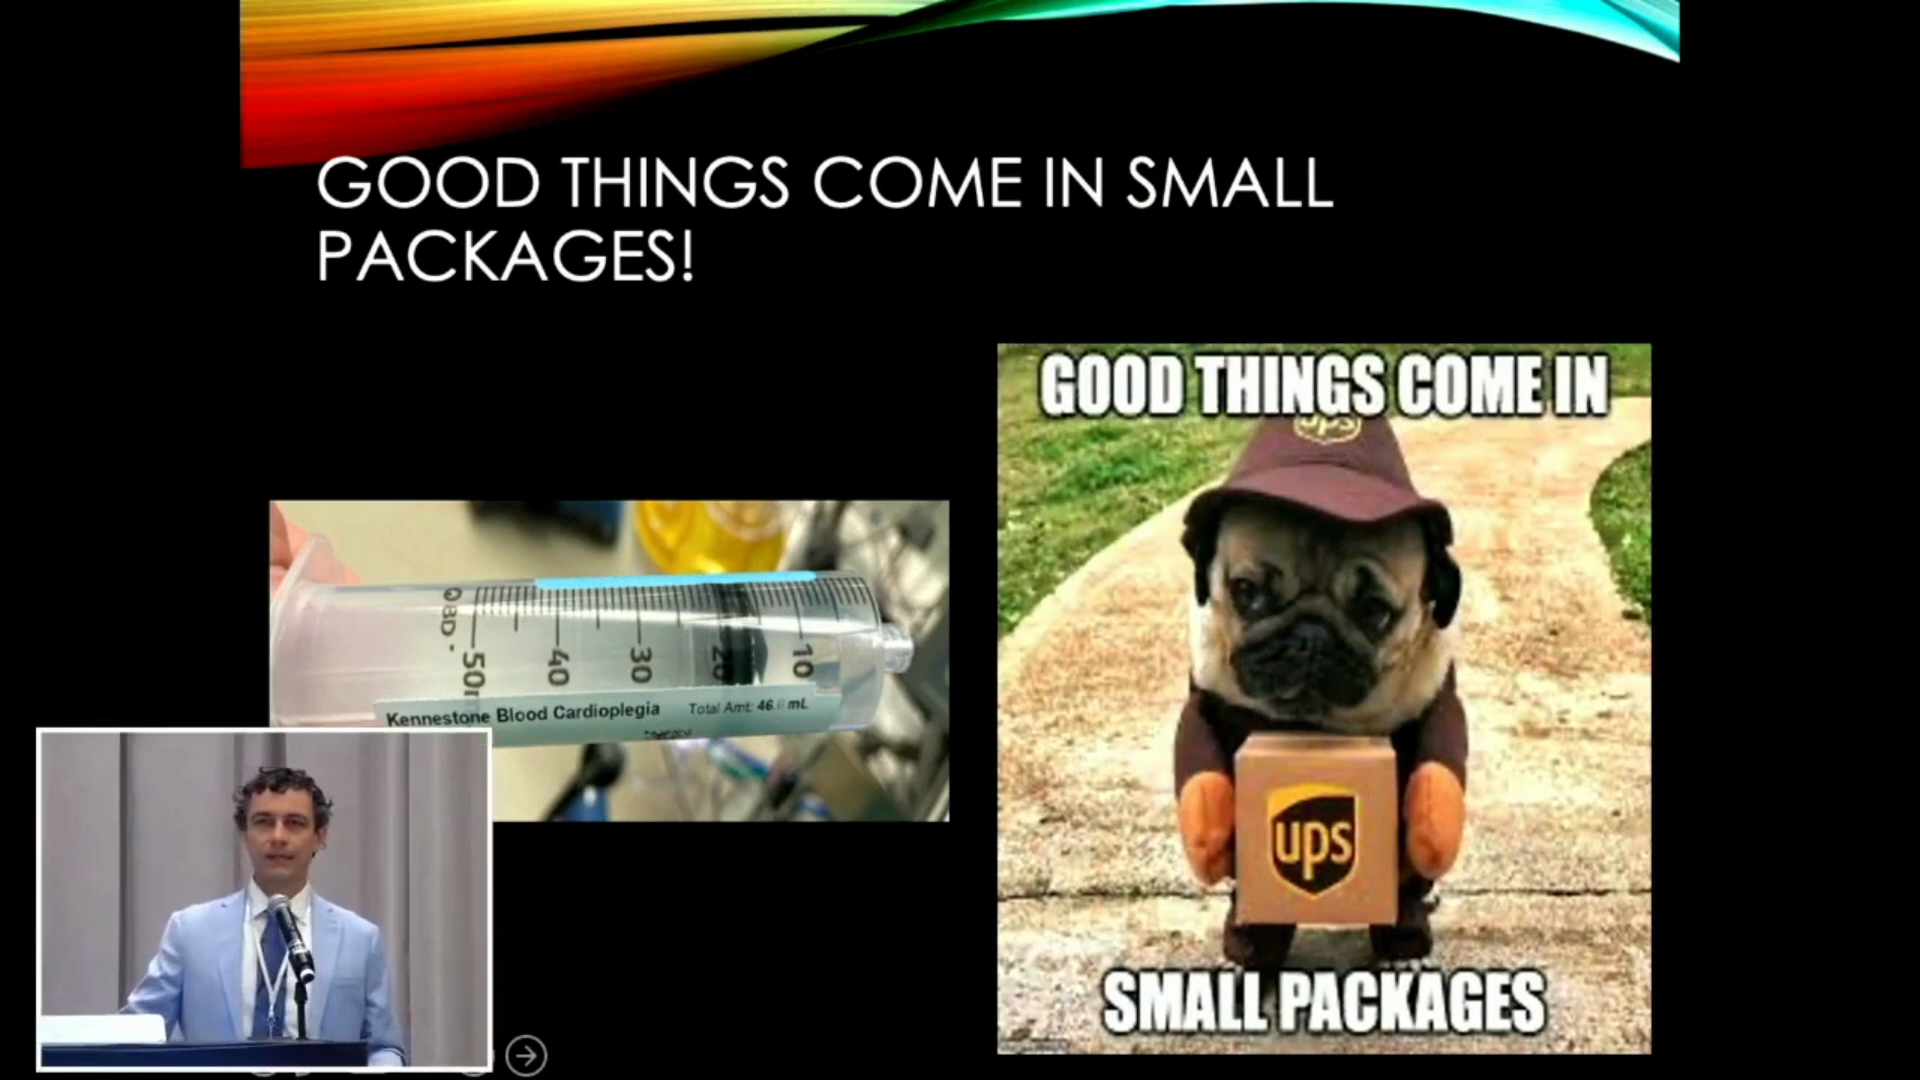 GOOD THINGS COME IN SMALL
PACKAGES!
GOOD THINGS COME IN
ups
ups
SMALL PACKAGES
50
40
30
20
10
Kennestone Blood Cardioplegia Total Amt: 46. mL